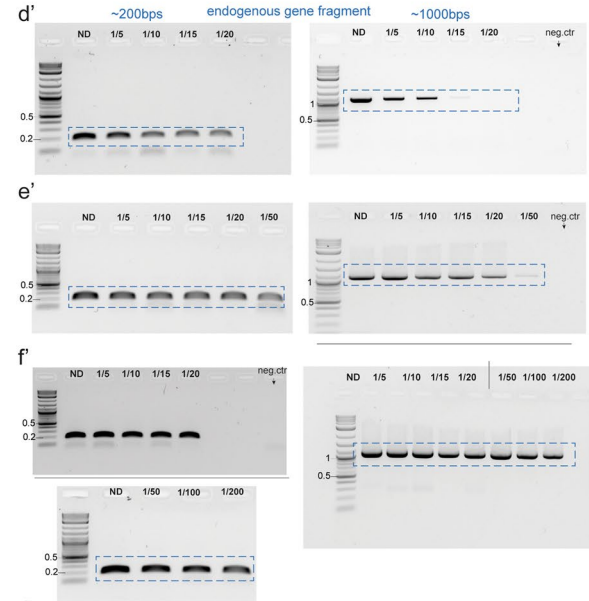 d' ~200bps endogenous gene fragment ~1000bps
ND 1/5 1/10 1/15 1/20
0.5
0.2
ND 1/5 1/10 1/15 1/20 neg.ctr
1
0.5
e'
ND 1/5 1/10 1/15 1/20 1/50
0.5
0.2
ND 1/5 1/10 1/15 1/20 1/50 neg.ctr
1
0.5
f'
ND 1/5 1/10 1/15 1/20 neg.ctr
0.5
0.2
ND 1/5 1/10 1/15 1/20 1/50 1/100 1/200
1
0.5
ND 1/50 1/100 1/200
0.5
0.2